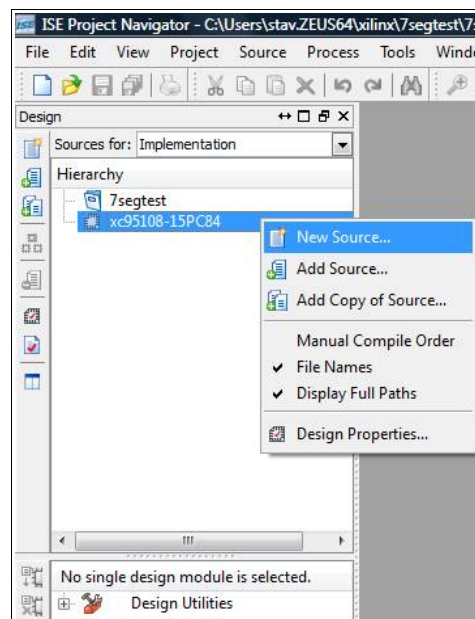 ISE Project Navigator - C:\Users\stav.ZEUS64\xilinx\7segtest\7
File Edit View Project Source Process Tools
Design
Sources for: Implementation
Hierarchy
7segtest
xc95108-15PC84
New Source...
Add Source...
Add Copy of Source...
Manual Compile Order
File Names
Display Full Paths
Design Properties...
No single design module is selected.
Design Utilities